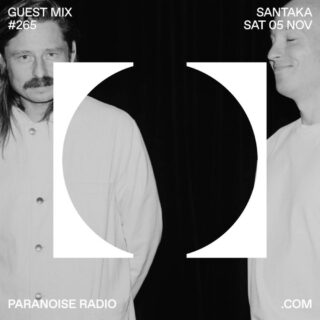 GUEST MIX
#265
SANTAKA
SAT 05 NOV
PARANOISE RADIO
.COM